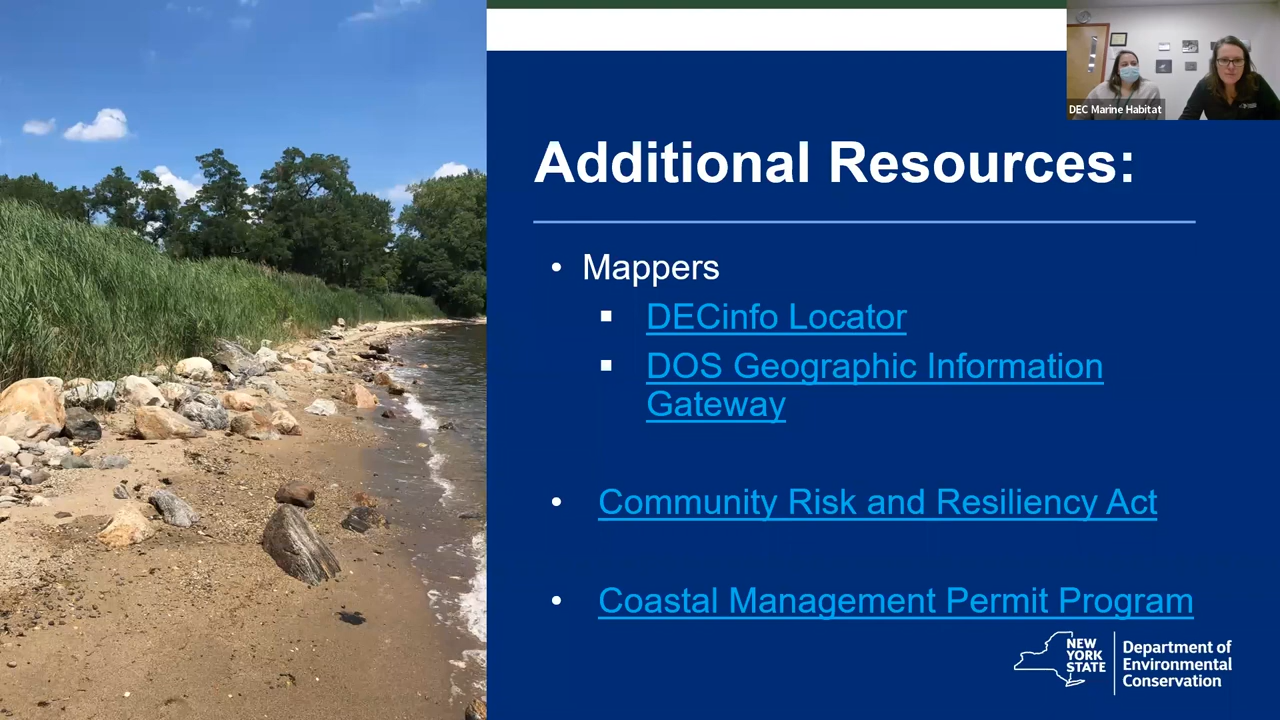 DEC Marine Habitat
Additional Resources:
• Mappers
▪ DECinfo Locator
▪ DOS Geographic Information
Gateway
• Community Risk and Resiliency Act
• Coastal Management Permit Program
NEW
YORK
STATE
Department of
Environmental
Conservation